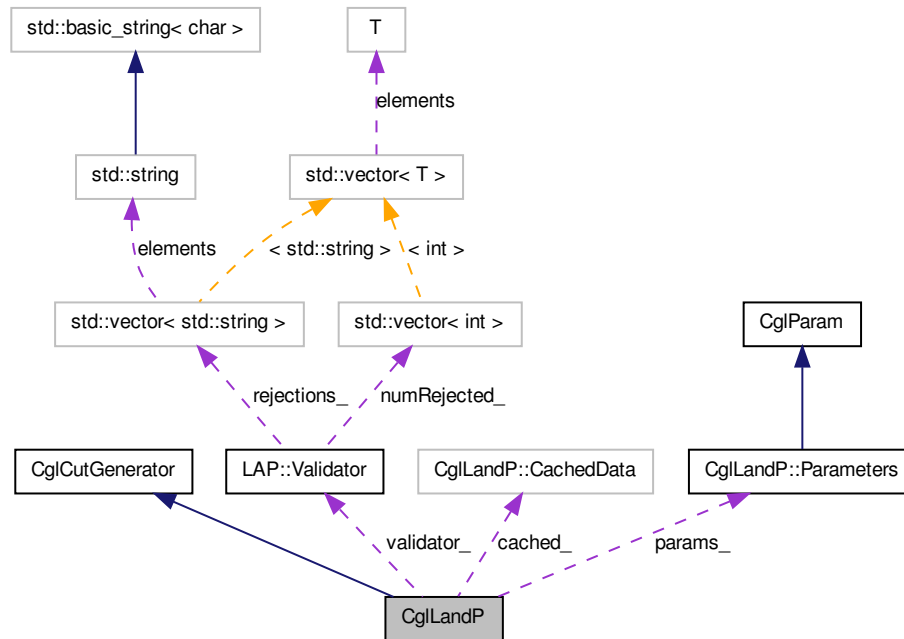 std::basic_string< char >
T
elements
std::string
std::vector< T >
elements
< std::string >
< int >
std::vector< std::string >
std::vector< int >
CglParam
rejections_
numRejected_
CglCutGenerator
LAP::Validator
CglLandP::CachedData
CglLandP::Parameters
validator_
cached_
params_
CglLandP